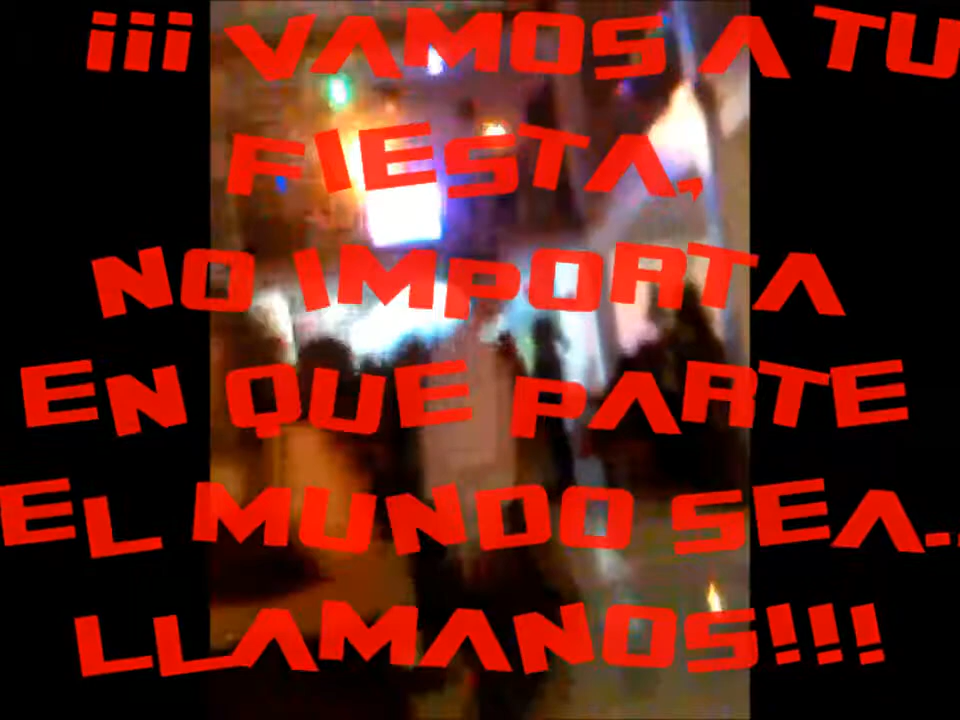 ¡¡¡ VAMOS A TU
FIESTA,
NO IMPORTA
EN QUE PARTE
EL MUNDO SEA..
LLAMANOS!!!